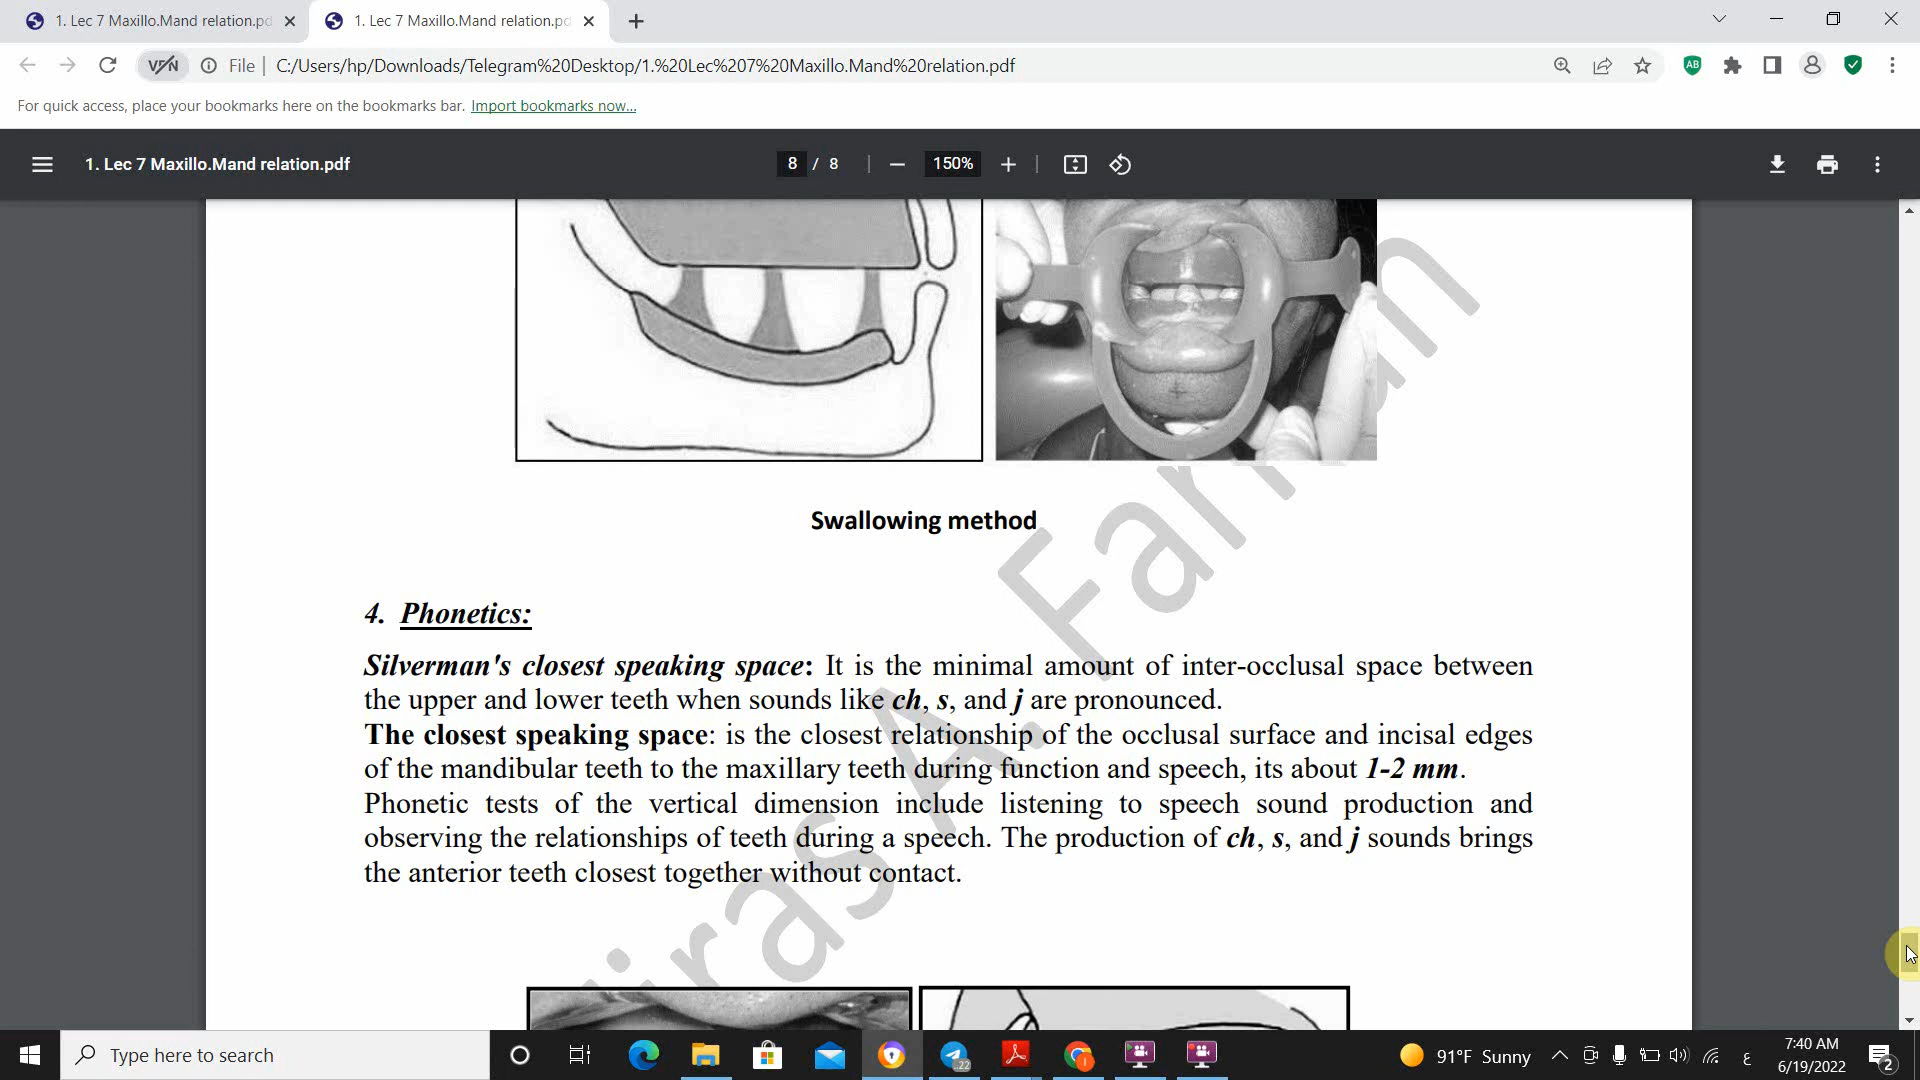 1. Lec 7 Maxillo.Mand relation.pd
1. Lec 7 Maxillo.Mand relation.pd
VPN
File
C:/Users/hp/Downloads/Telegram%20Desktop/1.%20Lec%207%20Maxillo.Mand%20relation.pdf
AB
For quick access, place your bookmarks here on the bookmarks bar. Import bookmarks now...
1. Lec 7 Maxillo.Mand relation.pdf
8 / 8
150%
Swallowing method
4. Phonetics:
Silverman's closest speaking space: It is the minimal amount of inter-occlusal space between
the upper and lower teeth when sounds like ch, s, and j are pronounced.
The closest speaking space: is the closest relationship of the occlusal surface and incisal edges
of the mandibular teeth to the maxillary teeth during function and speech, its about 1-2 mm.
Phonetic tests of the vertical dimension include listening to speech sound production and
observing the relationships of teeth during a speech. The production of ch, s, and j sounds brings
the anterior teeth closest together without contact.
Type here to search
22
91°F Sunny
ع
7:40 AM
6/19/2022
2